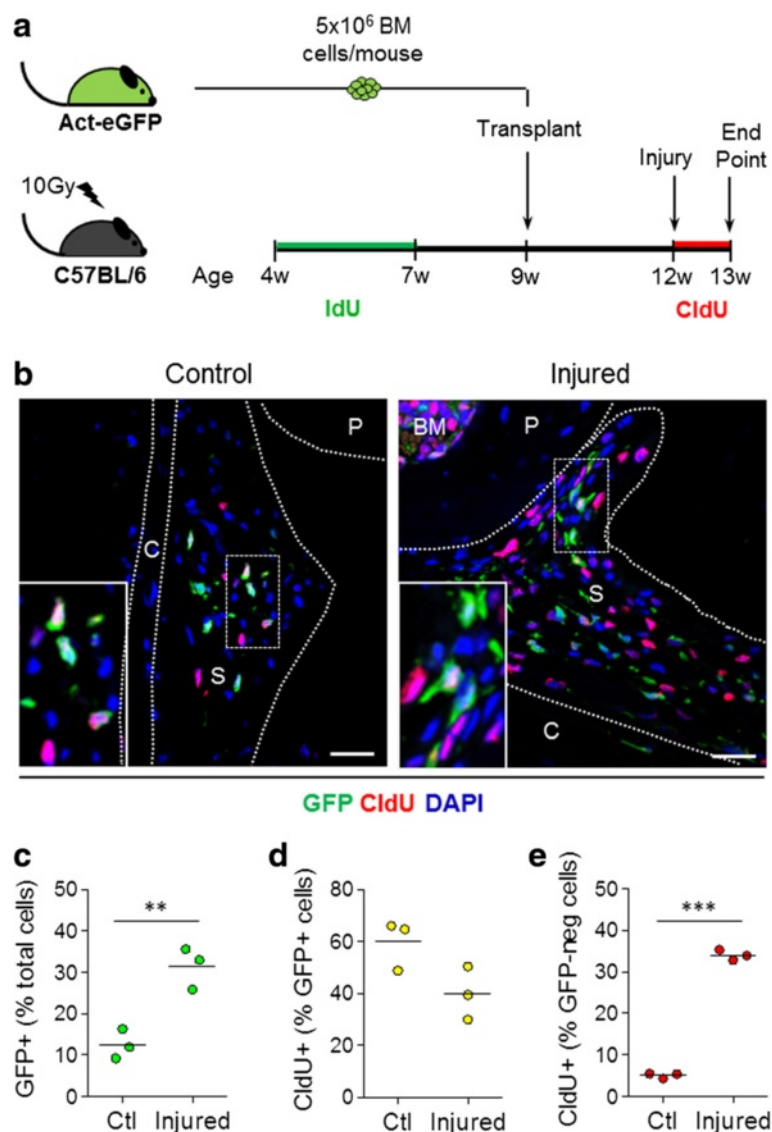 a
5x10⁶ BM
cells/mouse
Act-eGFP
Transplant
Injury
End
Point
10Gy
C57BL/6
Age
4w 7w 9w 12w 13w
IdU
CldU
b
Control
Injured
P
C
S
BM
P
S
C
GFP CldU DAPI
c
GFP+ (% total cells)
50
40
30
20
10
0
**
Ctl Injured
d
CldU+ (% GFP+ cells)
80
60
40
20
0
Ctl Injured
e
CldU+ (% GFP-neg cells)
50
40
30
20
10
0
***
Ctl Injured